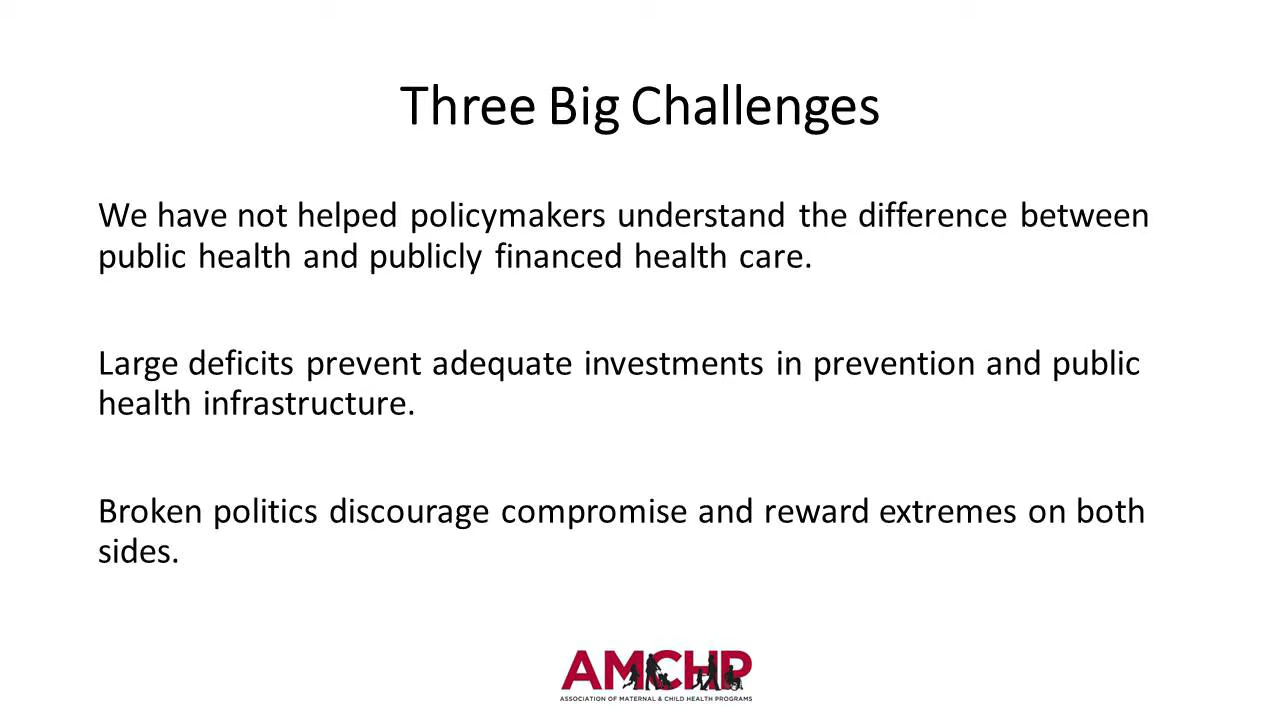 Three Big Challenges
We have not helped policymakers understand the difference between
public health and publicly financed health care.
Large deficits prevent adequate investments in prevention and public
health infrastructure.
Broken politics discourage compromise and reward extremes on both
sides.
AMCHP
ASSOCIATION OF MATERNAL & CHILD HEALTH PROGRAMS